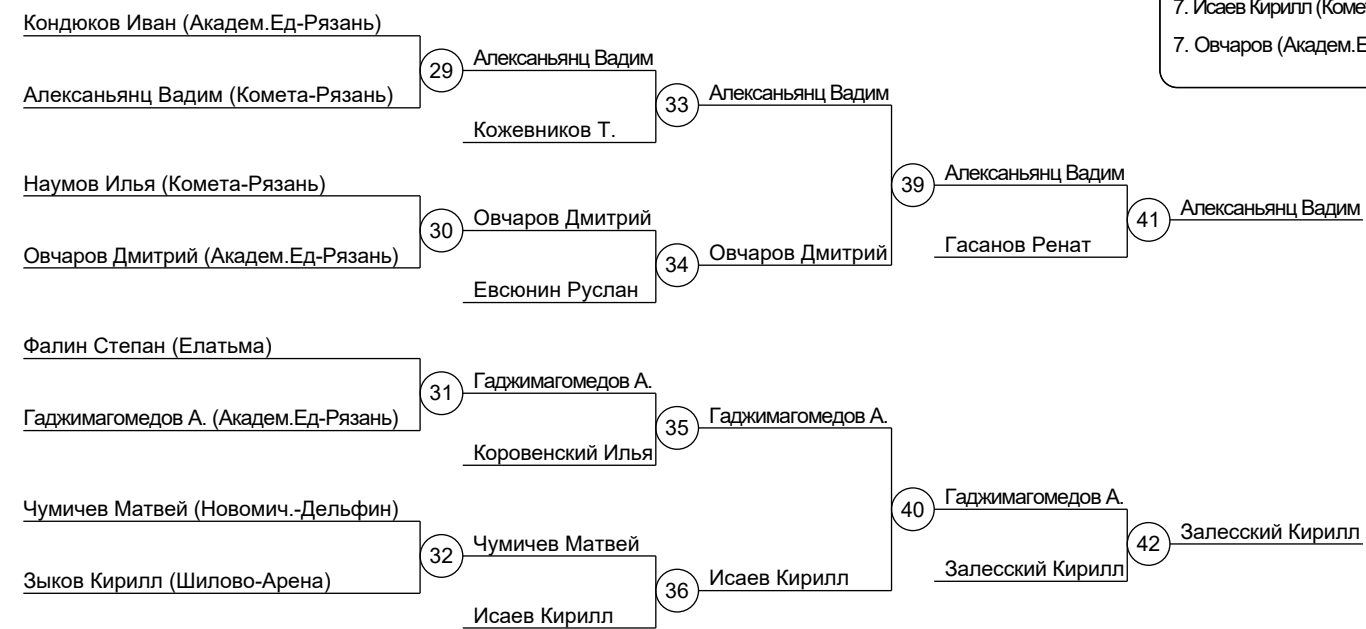 7. Исаев Кирилл (Коме
7. Овчаров (Академ.Е
Кондюков Иван (Академ.Ед-Рязань)
29
Алексаньянц Вадим
Алексаньянц Вадим (Комета-Рязань)
33
Алексаньянц Вадим
Кожевников Т.
39
Алексаньянц Вадим
Наумов Илья (Комета-Рязань)
30
Овчаров Дмитрий
41
Алексаньянц Вадим
Овчаров Дмитрий (Академ.Ед-Рязань)
34
Овчаров Дмитрий
Гасанов Ренат
Евсюнин Руслан
Фалин Степан (Елатьма)
31
Гаджимагомедов А.
Гаджимагомедов А. (Академ.Ед-Рязань)
35
Гаджимагомедов А.
Коровенский Илья
40
Гаджимагомедов А.
Чумичев Матвей (Новомич.-Дельфин)
32
Чумичев Матвей
42
Залесский Кирилл
Зыков Кирилл (Шилово-Арена)
36
Исаев Кирилл
Залесский Кирилл
Исаев Кирилл